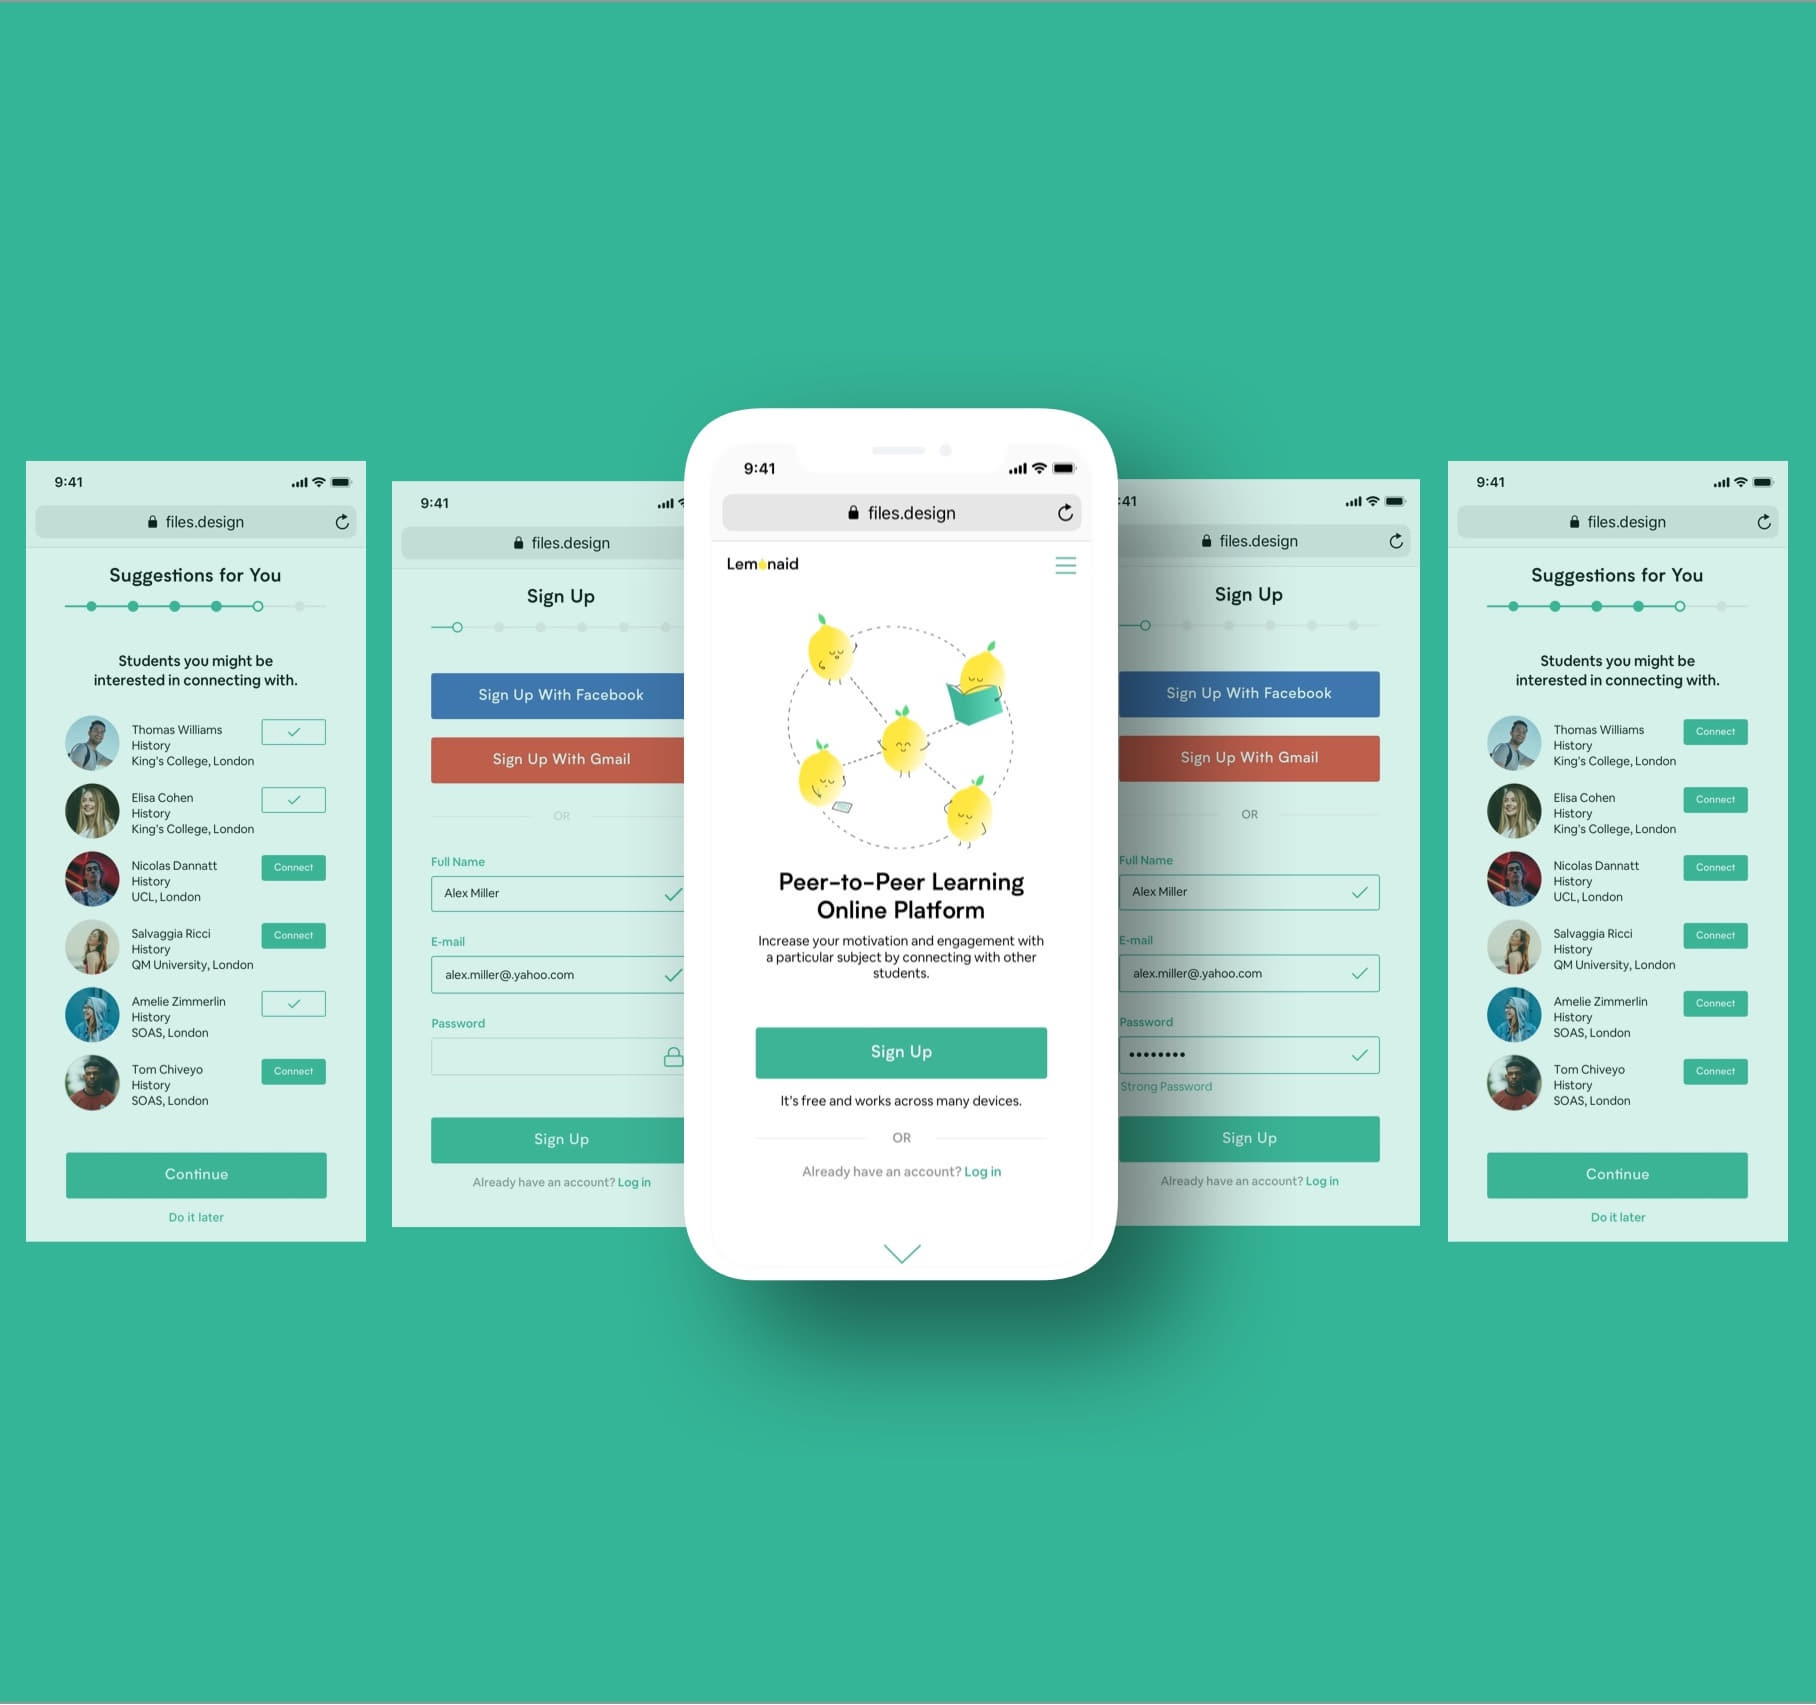 9:41
files.design
Suggestions for You
Students you might be
interested in connecting with.
Thomas Williams
History
King's College, London
Elisa Cohen
History
King's College, London
Nicolas Dannatt
History
UCL, London
Connect
Salvaggia Ricci
History
QM University, London
Connect
Amelie Zimmerlin
History
SOAS, London
Tom Chiveyo
History
SOAS, London
Connect
Continue
Do it later
9:41
files.design
Sign Up
Sign Up With Facebook
Sign Up With Gmail
OR
Full Name
Alex Miller
E-mail
alex.miller@.yahoo.com
Password
Sign Up
Already have an account? Log in
9:41
files.design
Lemonaid
Peer-to-Peer Learning
Online Platform
Increase your motivation and engagement with
a particular subject by connecting with other
students.
Sign Up
It's free and works across many devices.
OR
Already have an account? Log in
:41
files.design
Sign Up
Sign Up With Facebook
Sign Up With Gmail
OR
Full Name
Alex Miller
E-mail
alex.miller@.yahoo.com
Password
••••••••
Strong Password
Sign Up
Already have an account? Log in
9:41
files.design
Suggestions for You
Students you might be
interested in connecting with.
Thomas Williams
History
King's College, London
Connect
Elisa Cohen
History
King's College, London
Connect
Nicolas Dannatt
History
UCL, London
Connect
Salvaggia Ricci
History
QM University, London
Connect
Amelie Zimmerlin
History
SOAS, London
Connect
Tom Chiveyo
History
SOAS, London
Connect
Continue
Do it later